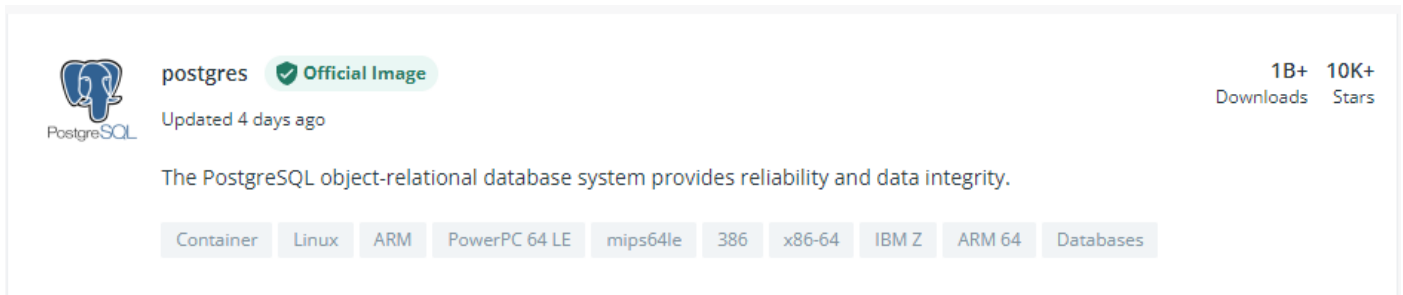 postgres Official Image 1B+ 10K+
Downloads Stars
PostgreSQL Updated 4 days ago
The PostgreSQL object-relational database system provides reliability and data integrity.
Container Linux ARM PowerPC 64 LE mips64le 386 x86-64 IBM Z ARM 64 Databases